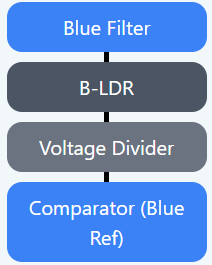 Blue Filter
B-LDR
Voltage Divider
Comparator (Blue
Ref)